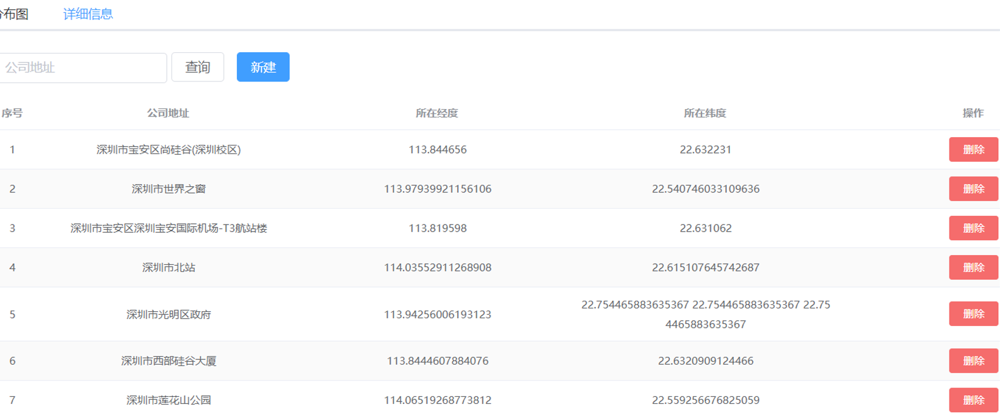 分布图 详细信息
公司地址 查询 新建
序号 公司地址 所在经度 所在纬度 操作
1 深圳市宝安区尚硅谷(深圳校区) 113.844656 22.632231 删除
2 深圳市世界之窗 113.97939921156106 22.540746033109636 删除
3 深圳市宝安区深圳宝安国际机场-T3航站楼 113.819598 22.631062 删除
4 深圳市北站 114.03552911268908 22.615107645742687 删除
5 深圳市光明区政府 113.94256006193123 22.754465883635367 22.754465883635367 22.75
4465883635367 删除
6 深圳市西部硅谷大厦 113.8444607884076 22.6320909124466 删除
7 深圳市莲花山公园 114.06519268773812 22.559256676825059 删除